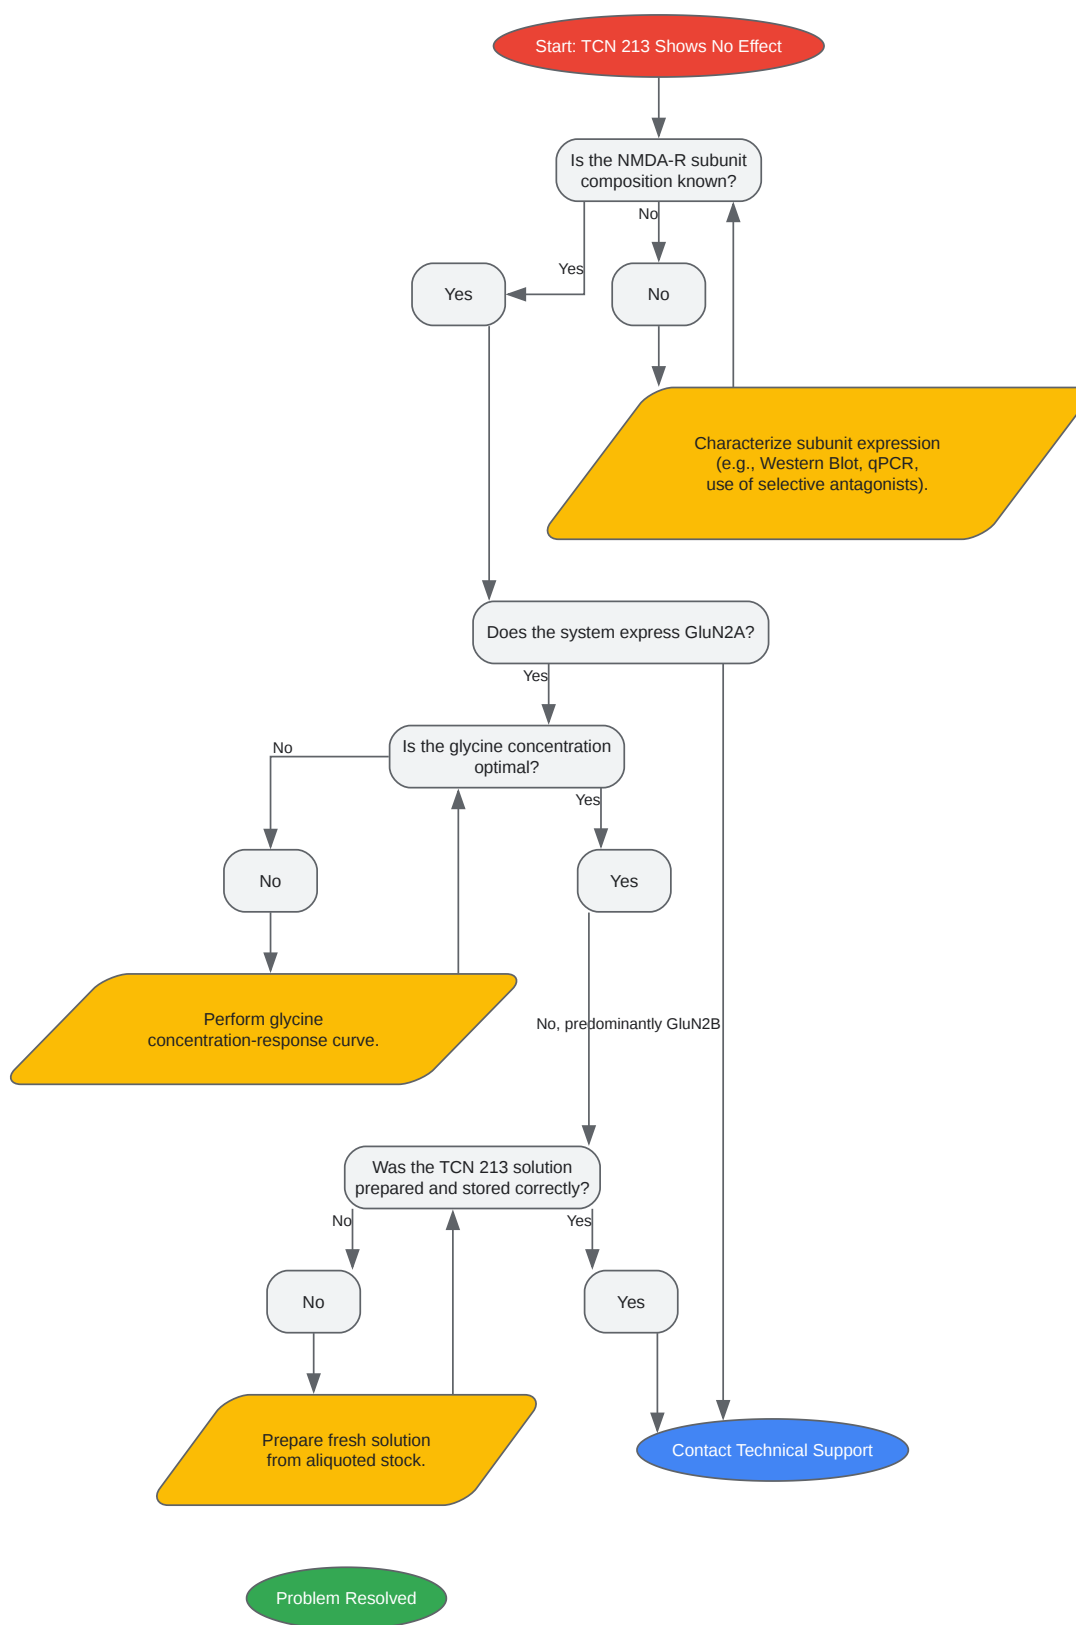 Start: TCN 213 Shows No Effect
Is the NMDA-R subunit
composition known?
No
Yes
Yes
No
Characterize subunit expression
(e.g., Western Blot, qPCR,
use of selective antagonists).
Does the system express GluN2A?
Yes
Is the glycine concentration
optimal?
No
Yes
No
Yes
Perform glycine
concentration-response curve.
No, predominantly GluN2B
Was the TCN 213 solution
prepared and stored correctly?
No
Yes
No
Yes
Prepare fresh solution
from aliquoted stock.
Contact Technical Support
Problem Resolved